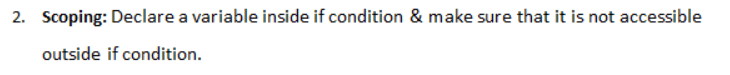 2. Scoping: Declare a variable inside if condition & make sure that it is not accessible
outside if condition.